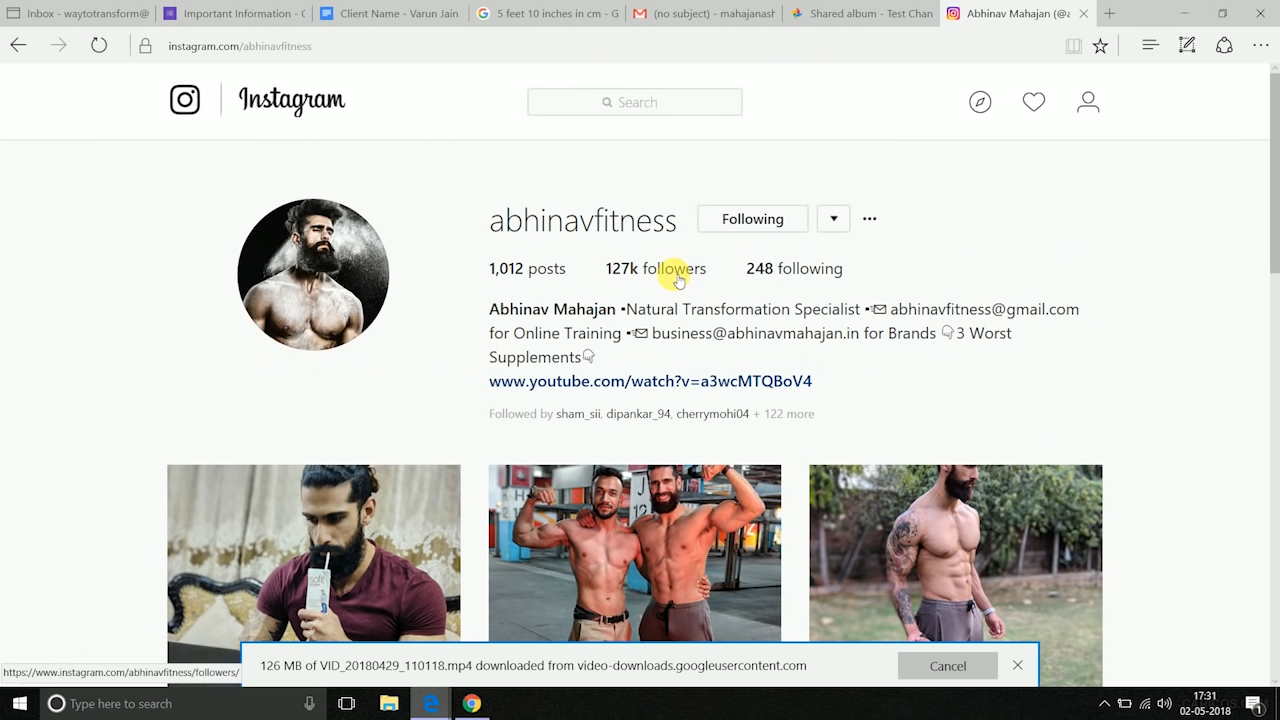 Inbox - waytotransform@
Important Information - C
Client Name - Varun Jain
5 feet 10 inches in cm - G
(no subject) - mahajanash
Shared album - Test Chan
Abhinav Mahajan (@a
instagram.com/abhinavfitness
Instagram
Search
abhinavfitness
Following
1,012 posts
127k followers
248 following
Abhinav Mahajan ▪Natural Transformation Specialist ▪📧 abhinavfitness@gmail.com
for Online Training ▪📧 business@abhinavmahajan.in for Brands 👇3 Worst
Supplements👇
www.youtube.com/watch?v=a3wcMTQBoV4
Followed by sham_sii, dipankar_94, cherrymohi04 + 122 more
sofit
126 MB of VID_20180429_110118.mp4 downloaded from video-downloads.googleusercontent.com
Cancel
https://www.instagram.com/abhinavfitness/followers/
Type here to search
17:31
02-05-2018
1